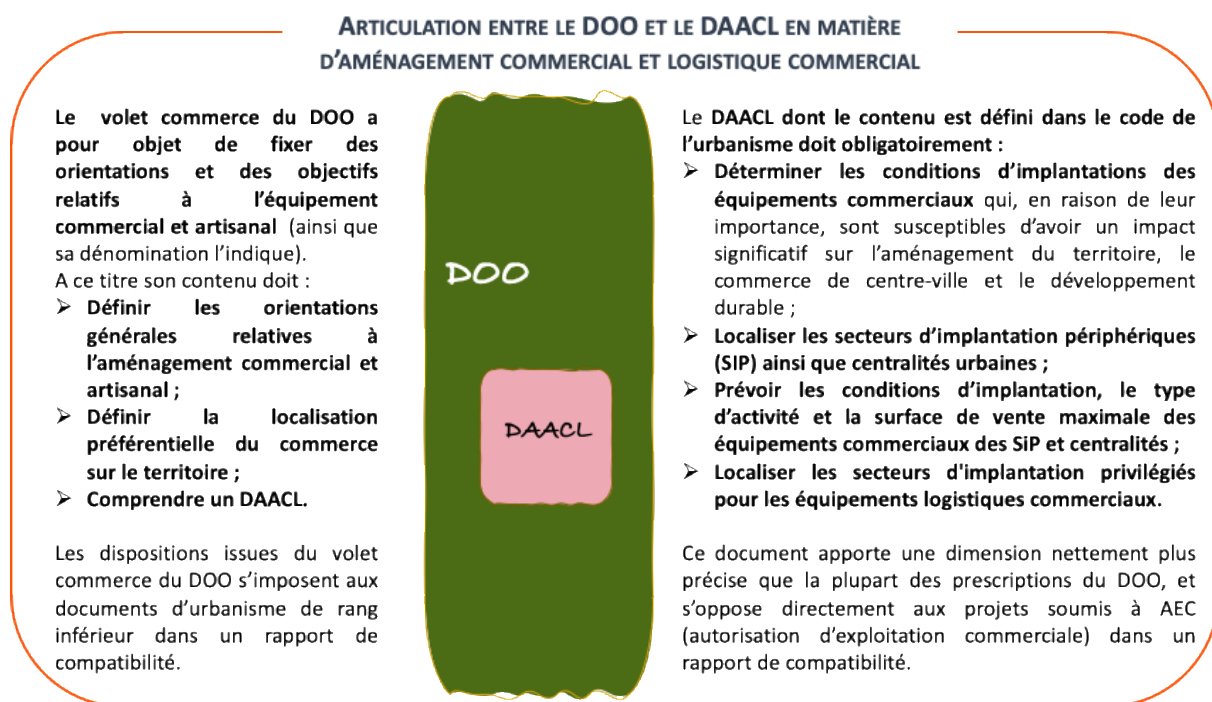 ARTICULATION ENTRE LE DOO ET LE DAACL EN MATIÈRE
D'AMÉNAGEMENT COMMERCIAL ET LOGISTIQUE COMMERCIAL
Le volet commerce du DOO a
pour objet de fixer des
orientations et des objectifs
relatifs à l'équipement
commercial et artisanal (ainsi que
sa dénomination l'indique).
A ce titre son contenu doit :
➢ Définir les orientations
générales relatives à
l'aménagement commercial et
artisanal ;
➢ Définir la localisation
préférentielle du commerce
sur le territoire ;
➢ Comprendre un DAACL.
Les dispositions issues du volet
commerce du DOO s'imposent aux
documents d'urbanisme de rang
inférieur dans un rapport de
compatibilité.
DOO
DAACL
Le DAACL dont le contenu est défini dans le code de
l'urbanisme doit obligatoirement :
➢ Déterminer les conditions d'implantations des
équipements commerciaux qui, en raison de leur
importance, sont susceptibles d'avoir un impact
significatif sur l'aménagement du territoire, le
commerce de centre-ville et le développement
durable ;
➢ Localiser les secteurs d'implantation périphériques
(SIP) ainsi que centralités urbaines ;
➢ Prévoir les conditions d'implantation, le type
d'activité et la surface de vente maximale des
équipements commerciaux des SiP et centralités ;
➢ Localiser les secteurs d'implantation privilégiés
pour les équipements logistiques commerciaux.
Ce document apporte une dimension nettement plus
précise que la plupart des prescriptions du DOO, et
s'oppose directement aux projets soumis à AEC
(autorisation d'exploitation commerciale) dans un
rapport de compatibilité.